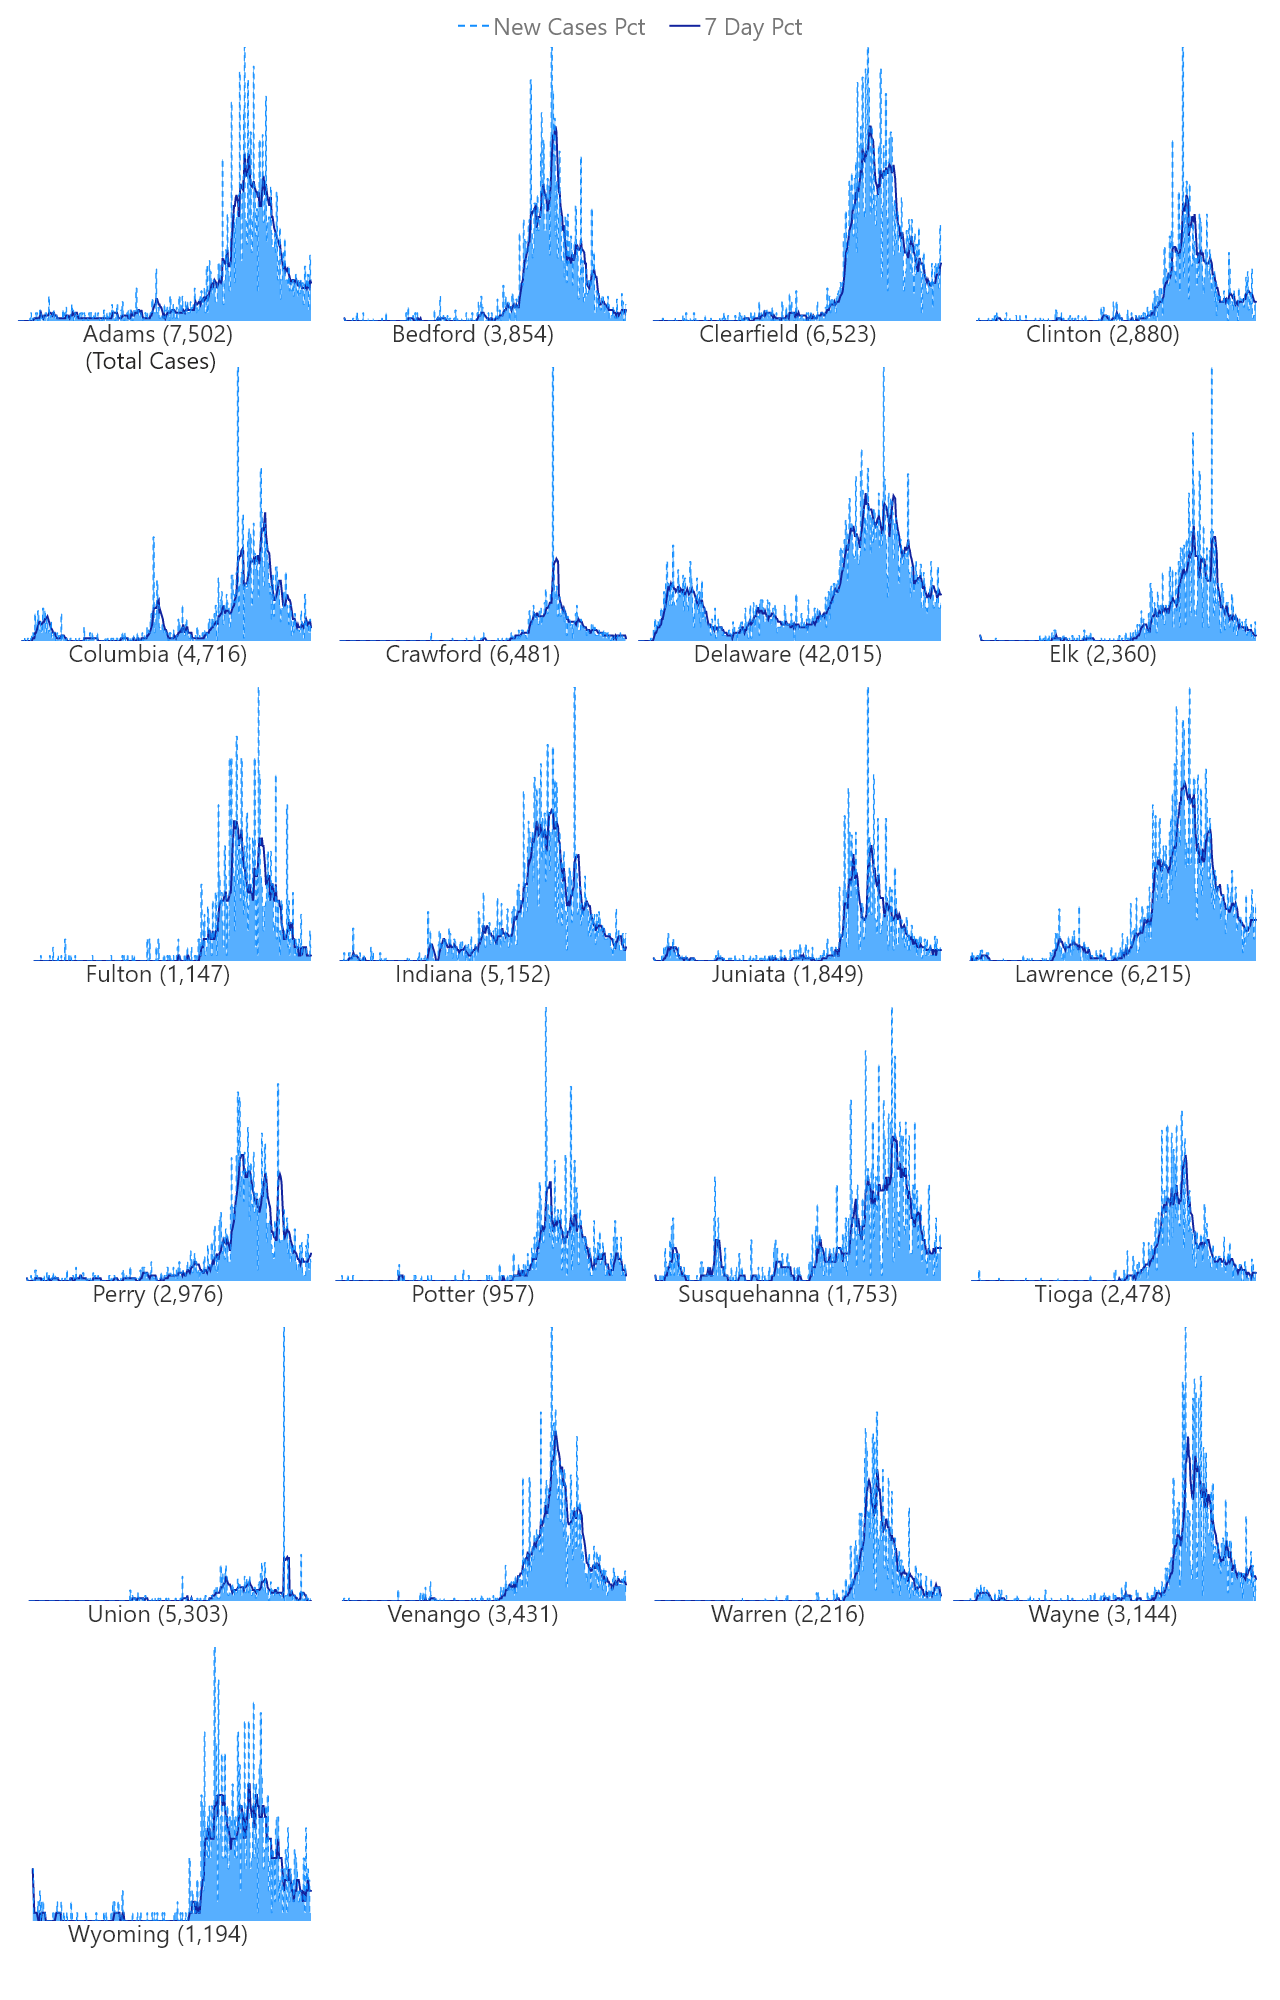 New Cases Pct 7 Day Pct
Adams (7,502) Bedford (3,854) Clearfield (6,523) Clinton (2,880)
(Total Cases)
Columbia (4,716) Crawford (6,481) Delaware (42,015) Elk (2,360)
Fulton (1,147) Indiana (5,152) Juniata (1,849) Lawrence (6,215)
Perry (2,976) Potter (957) Susquehanna (1,753) Tioga (2,478)
Union (5,303) Venango (3,431) Warren (2,216) Wayne (3,144)
Wyoming (1,194)